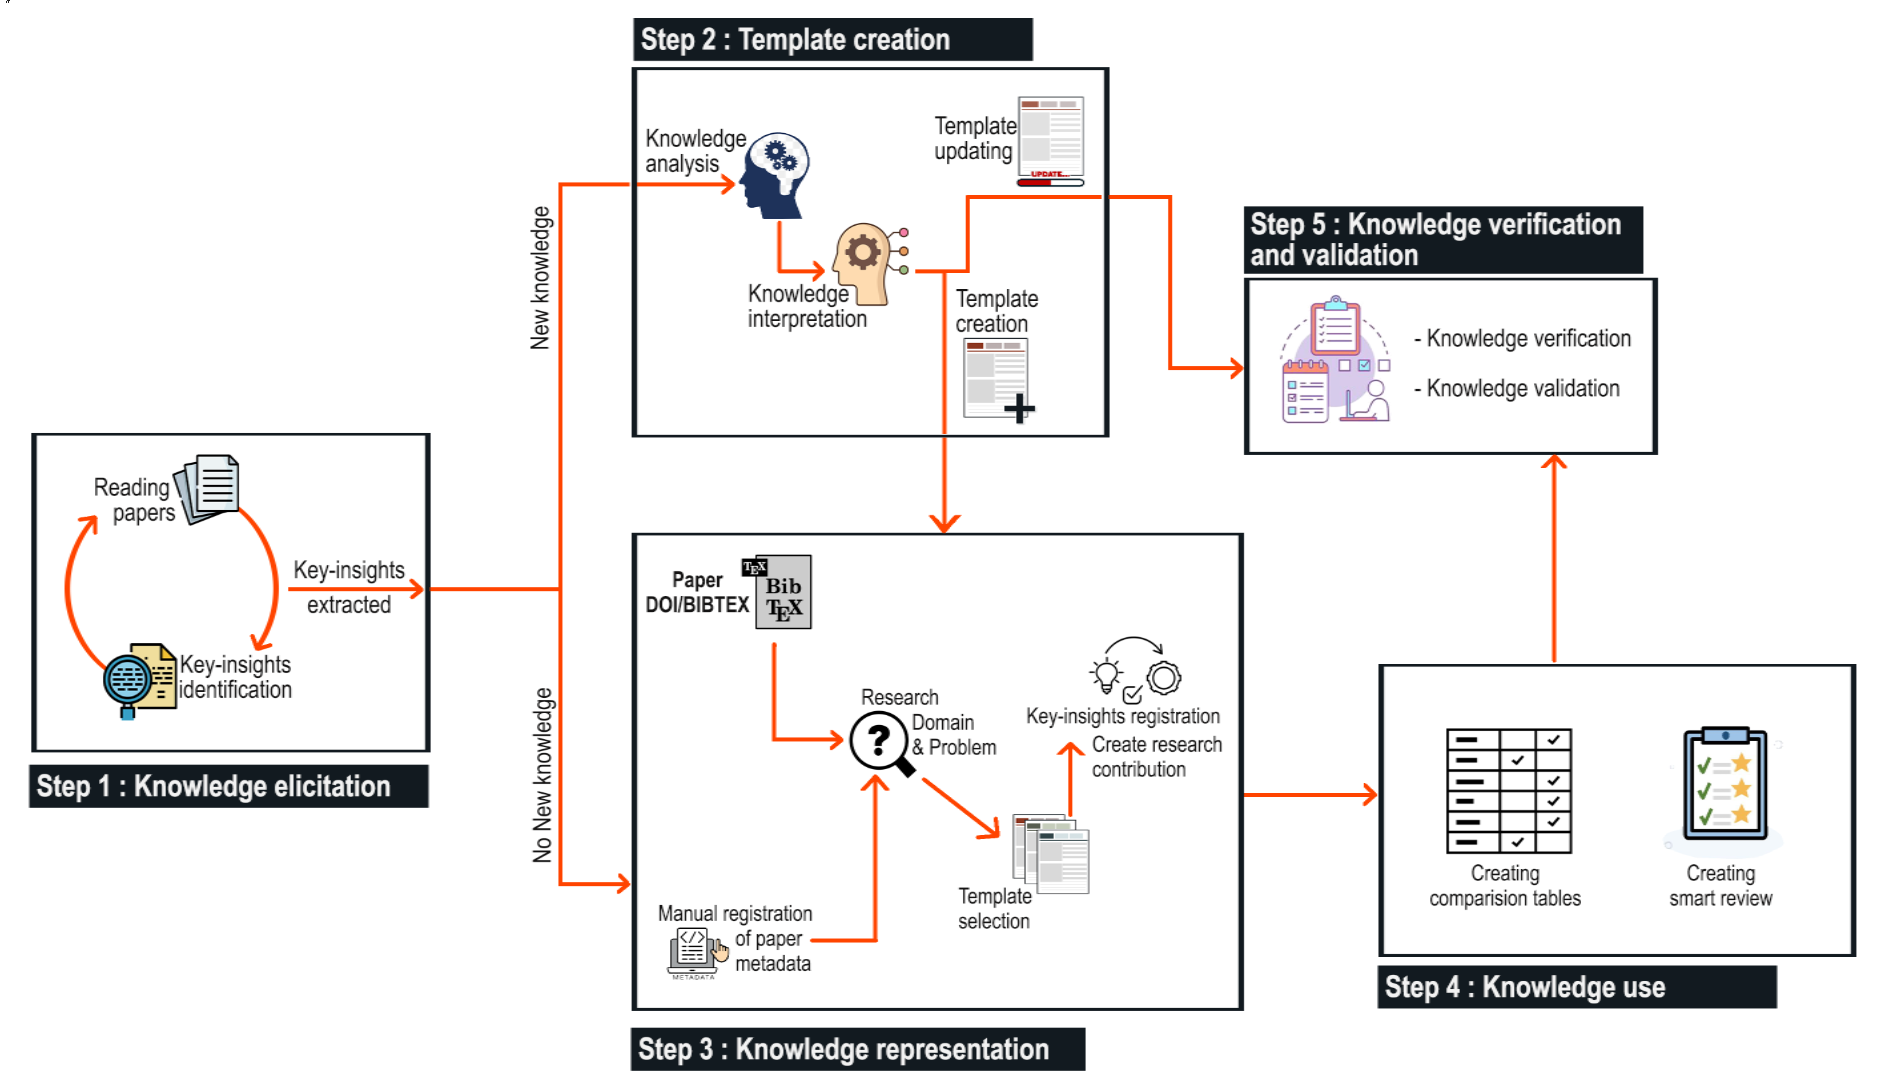 Step 2 : Template creation
Knowledge
analysis
Template
updating
UPDATE...
Knowledge
interpretation
Template
creation
New knowledge
Step 5 : Knowledge verification
and validation
- Knowledge verification
- Knowledge validation
Reading
papers
Key-insights
extracted
Key-insights
identification
Step 1 : Knowledge elicitation
No New knowledge
Paper
DOI/BIBTEX
TEX
Bib
TEX
Research
Domain
& Problem
Key-insights registration
Create research
contribution
Template
selection
Manual registration
of paper
metadata
</>
METADATA
Step 3 : Knowledge representation
Creating
comparision tables
Creating
smart review
Step 4 : Knowledge use